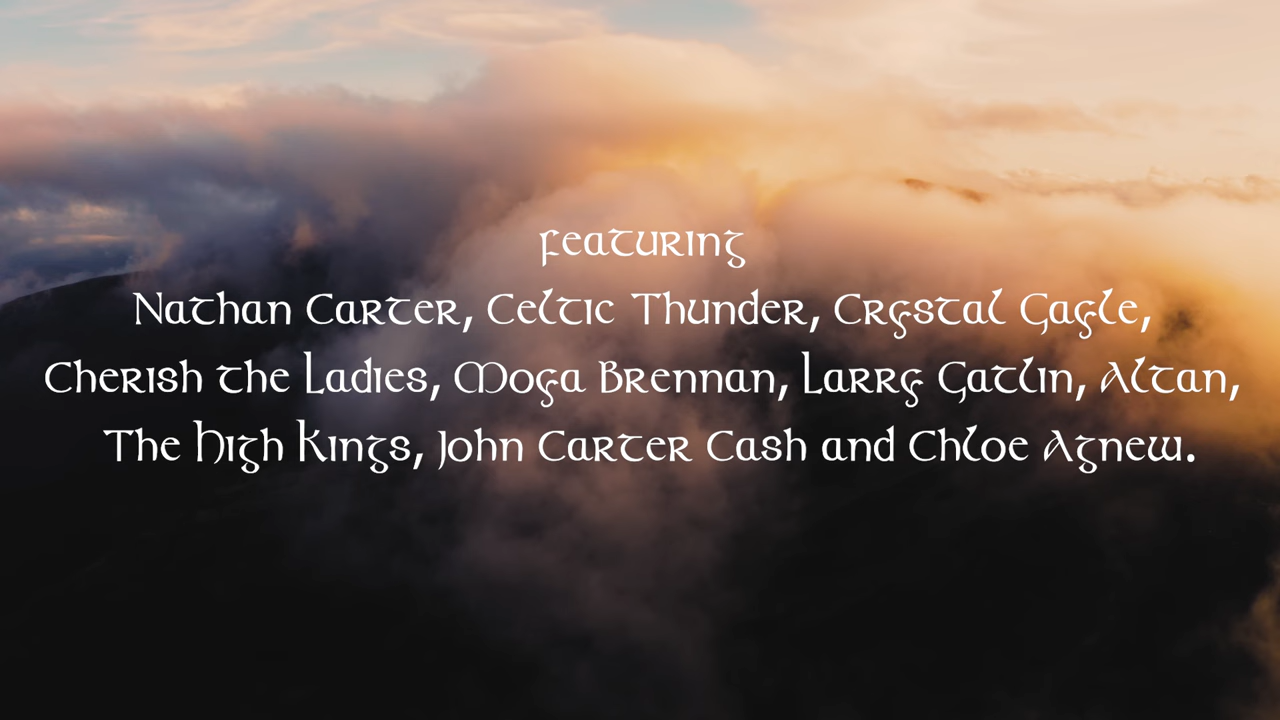 featuring
Nathan Carter, Celtic Thunder, Crystal Gayle,
Cherish the Ladies, Moya Brennan, Larry Gatlin, Altan,
The High Kings, John Carter Cash and Chloe Agnew.